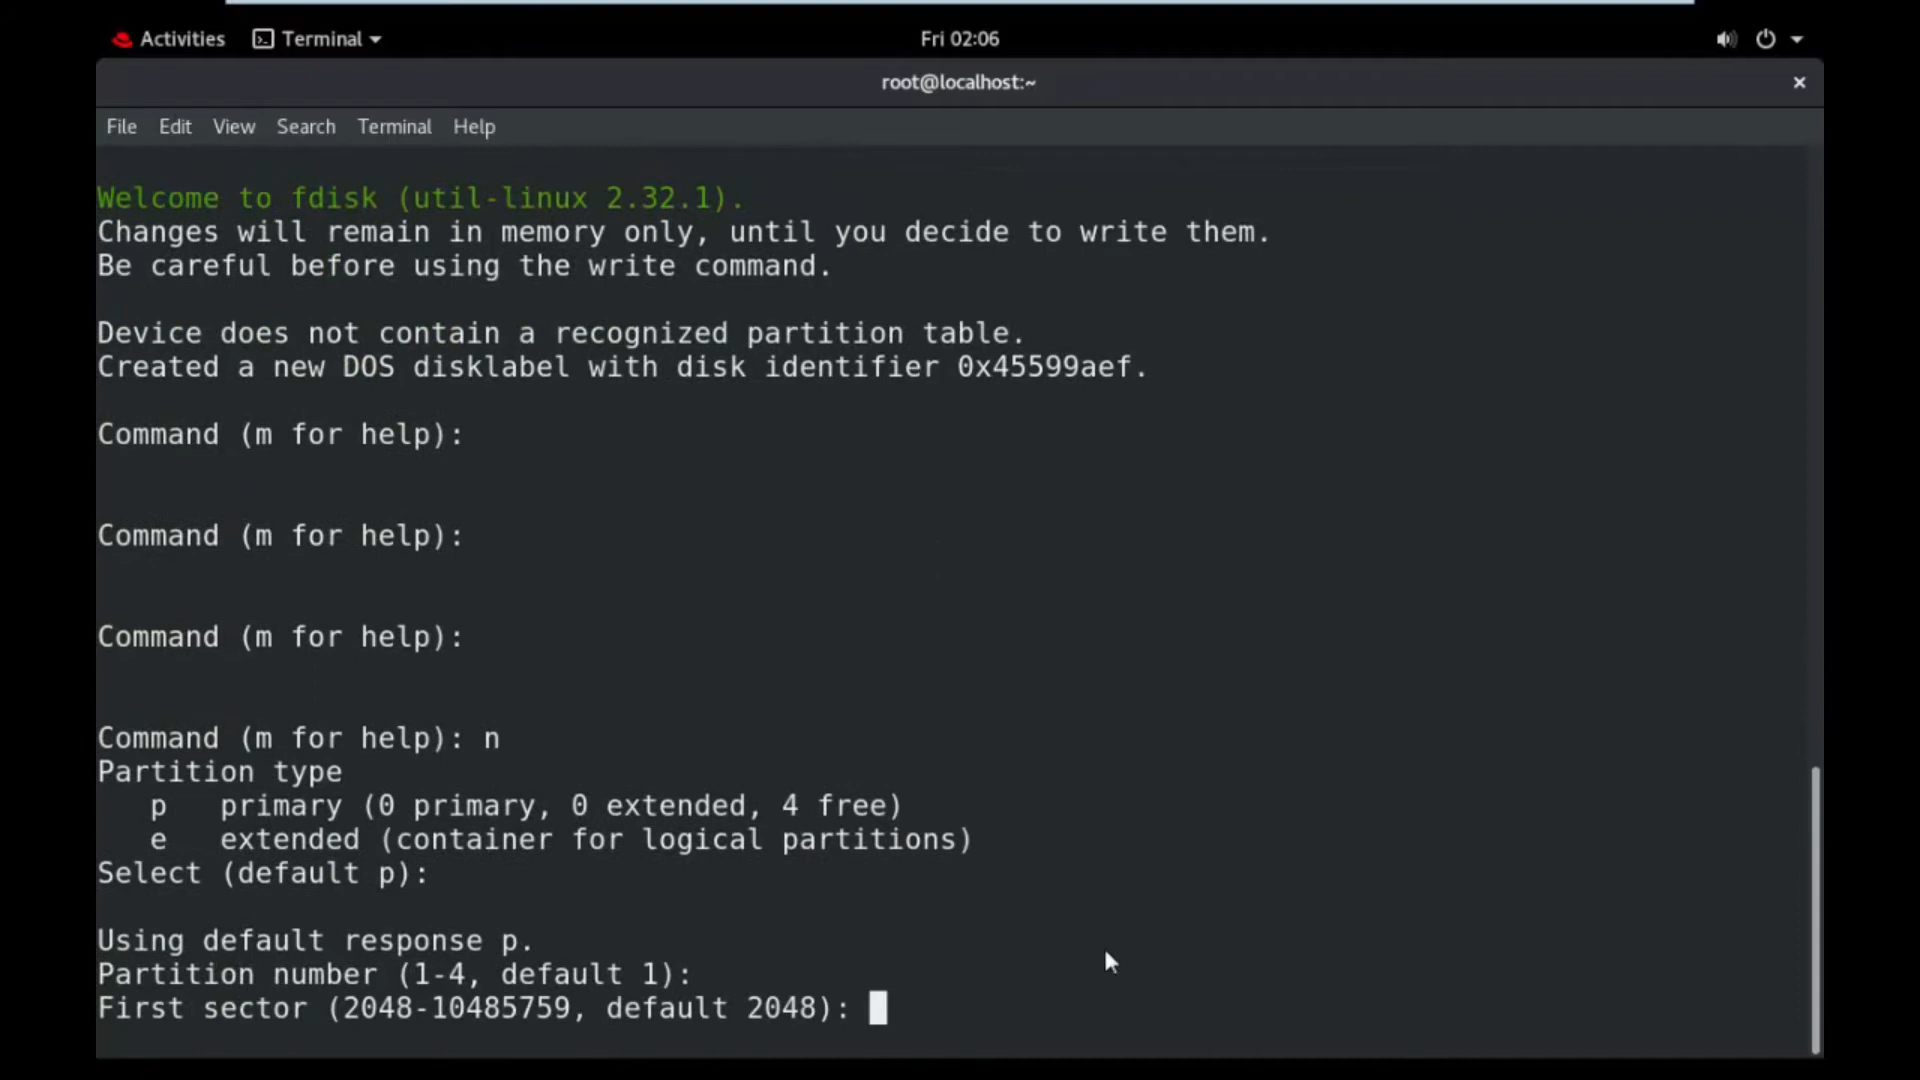 Activities Terminal Fri 02:06
root@localhost:~ ×
File Edit View Search Terminal Help
Welcome to fdisk (util-linux 2.32.1).
Changes will remain in memory only, until you decide to write them.
Be careful before using the write command.
Device does not contain a recognized partition table.
Created a new DOS disklabel with disk identifier 0x45599aef.
Command (m for help):
Command (m for help):
Command (m for help):
Command (m for help): n
Partition type
p primary (0 primary, 0 extended, 4 free)
e extended (container for logical partitions)
Select (default p):
Using default response p.
Partition number (1-4, default 1):
First sector (2048-10485759, default 2048):